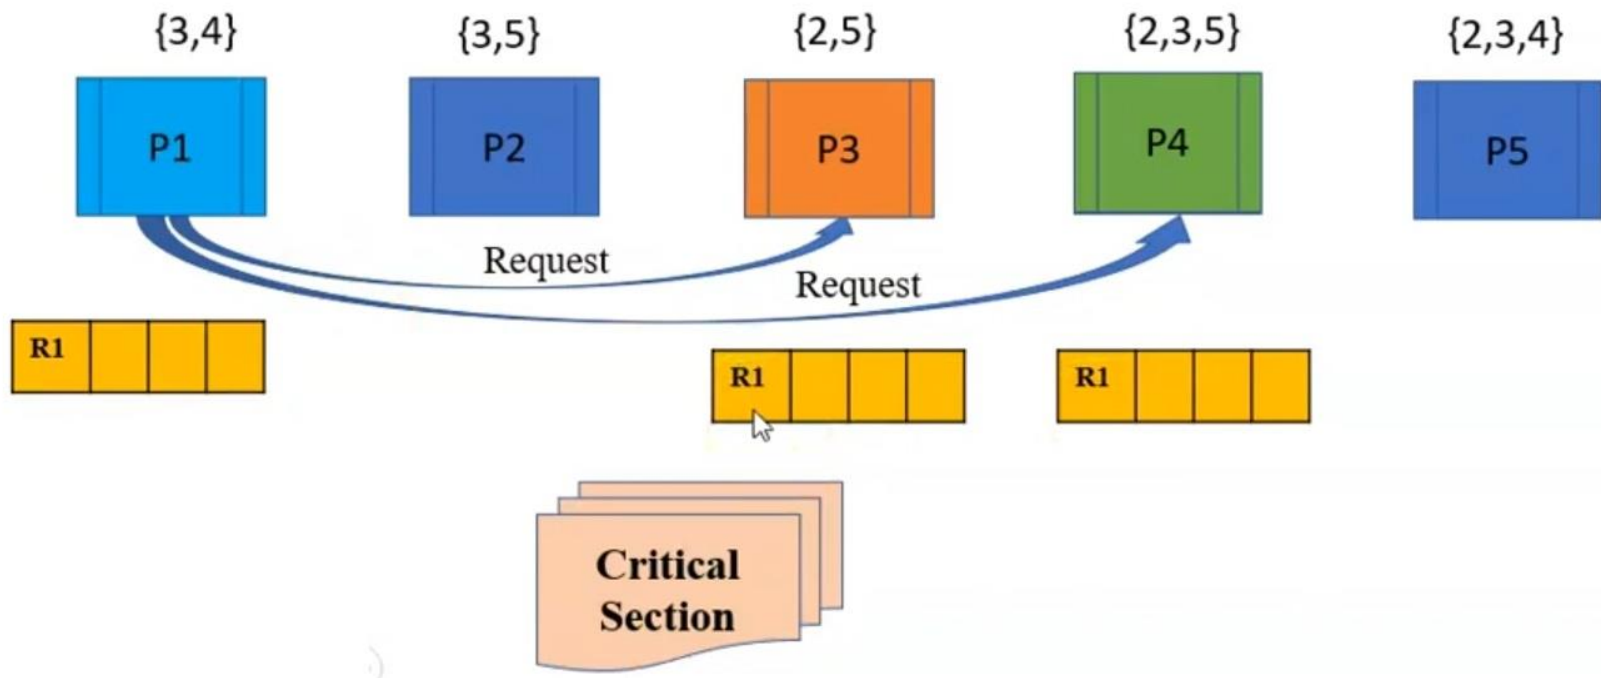 {3,4}
{3,5}
{2,5}
{2,3,5}
{2,3,4}
P1
P2
P3
P4
P5
Request
Request
R1
R1
R1
Critical
Section